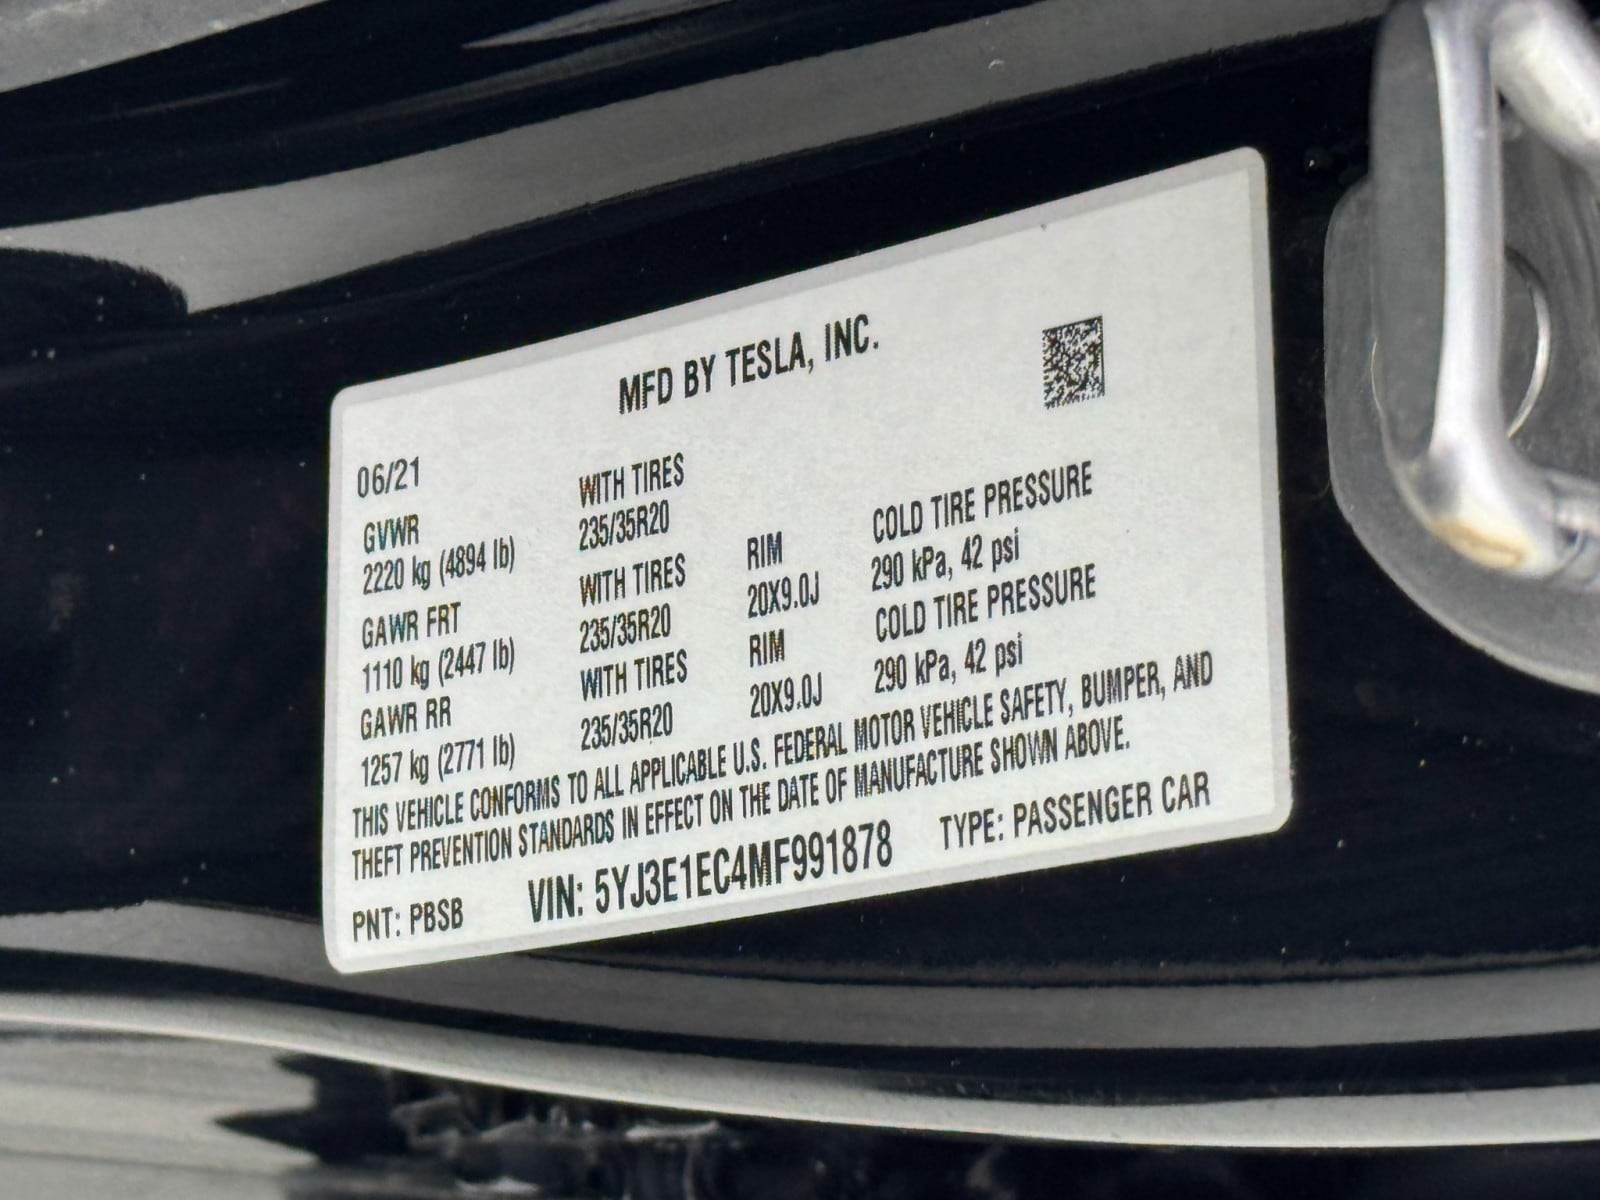 MFD BY TESLA, INC.
06/21
GVWR
2220 kg (4894 lb)
WITH TIRES
235/35R20
GAWR FRT
1110 kg (2447 lb)
WITH TIRES
235/35R20
RIM
20X9.0J
COLD TIRE PRESSURE
290 kPa, 42 psi
GAWR RR
1257 kg (2771 lb)
WITH TIRES
235/35R20
RIM
20X9.0J
COLD TIRE PRESSURE
290 kPa, 42 psi
THIS VEHICLE CONFORMS TO ALL APPLICABLE U.S. FEDERAL MOTOR VEHICLE SAFETY, BUMPER, AND
THEFT PREVENTION STANDARDS IN EFFECT ON THE DATE OF MANUFACTURE SHOWN ABOVE.
PNT: PBSB
VIN: 5YJ3E1EC4MF991878
TYPE: PASSENGER CAR